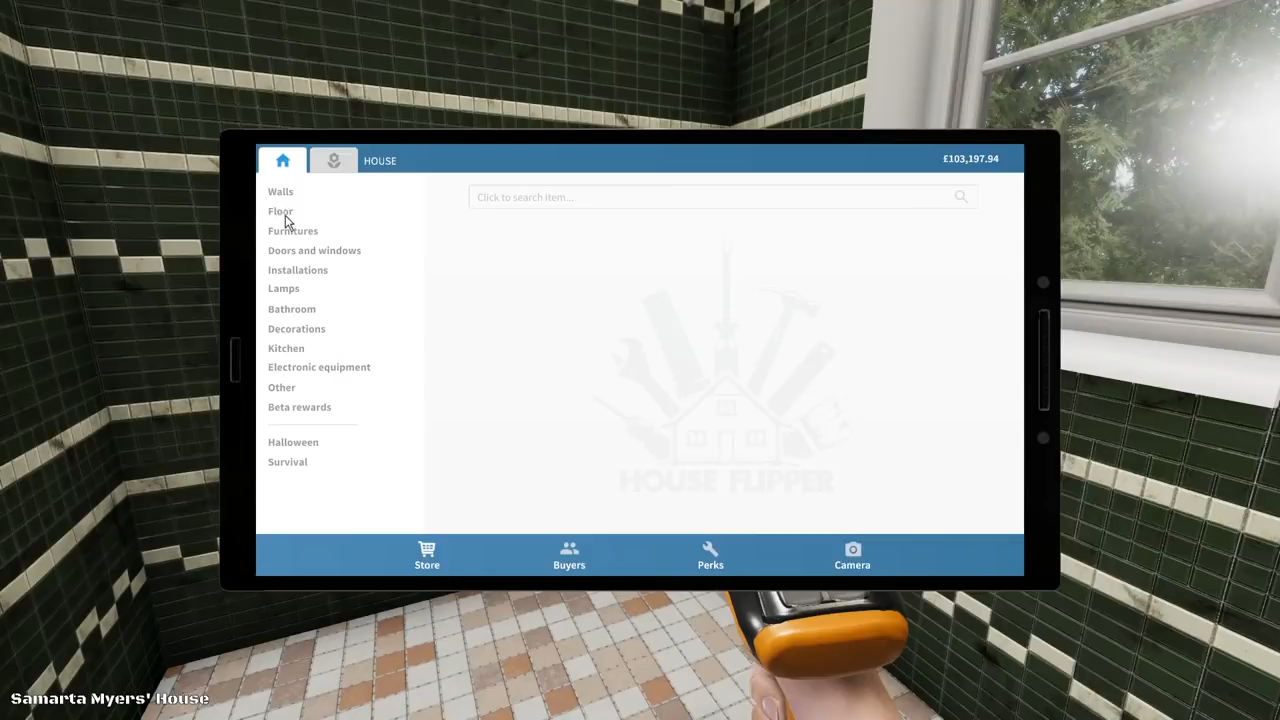 HOUSE
£103,197.94
Walls
Click to search item...
Floor
Furnitures
Doors and windows
Installations
Lamps
Bathroom
Decorations
Kitchen
Electronic equipment
Other
Beta rewards
Halloween
Survival
HOUSE FLIPPER
Store
Buyers
Perks
Camera
Samarta Myers' House